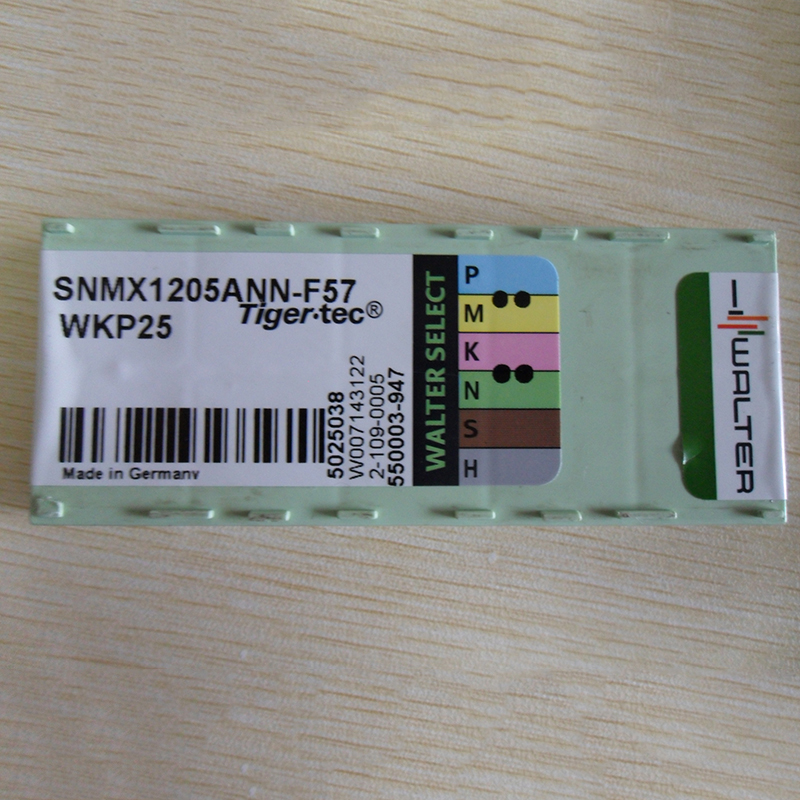 SNMX1205ANN-F57
WKP25
Tiger·tec®
Made in Germany
5025038
W007143122
2-109-0005
550003-947
WALTER SELECT
P
M
K
N
S
H
WALTER